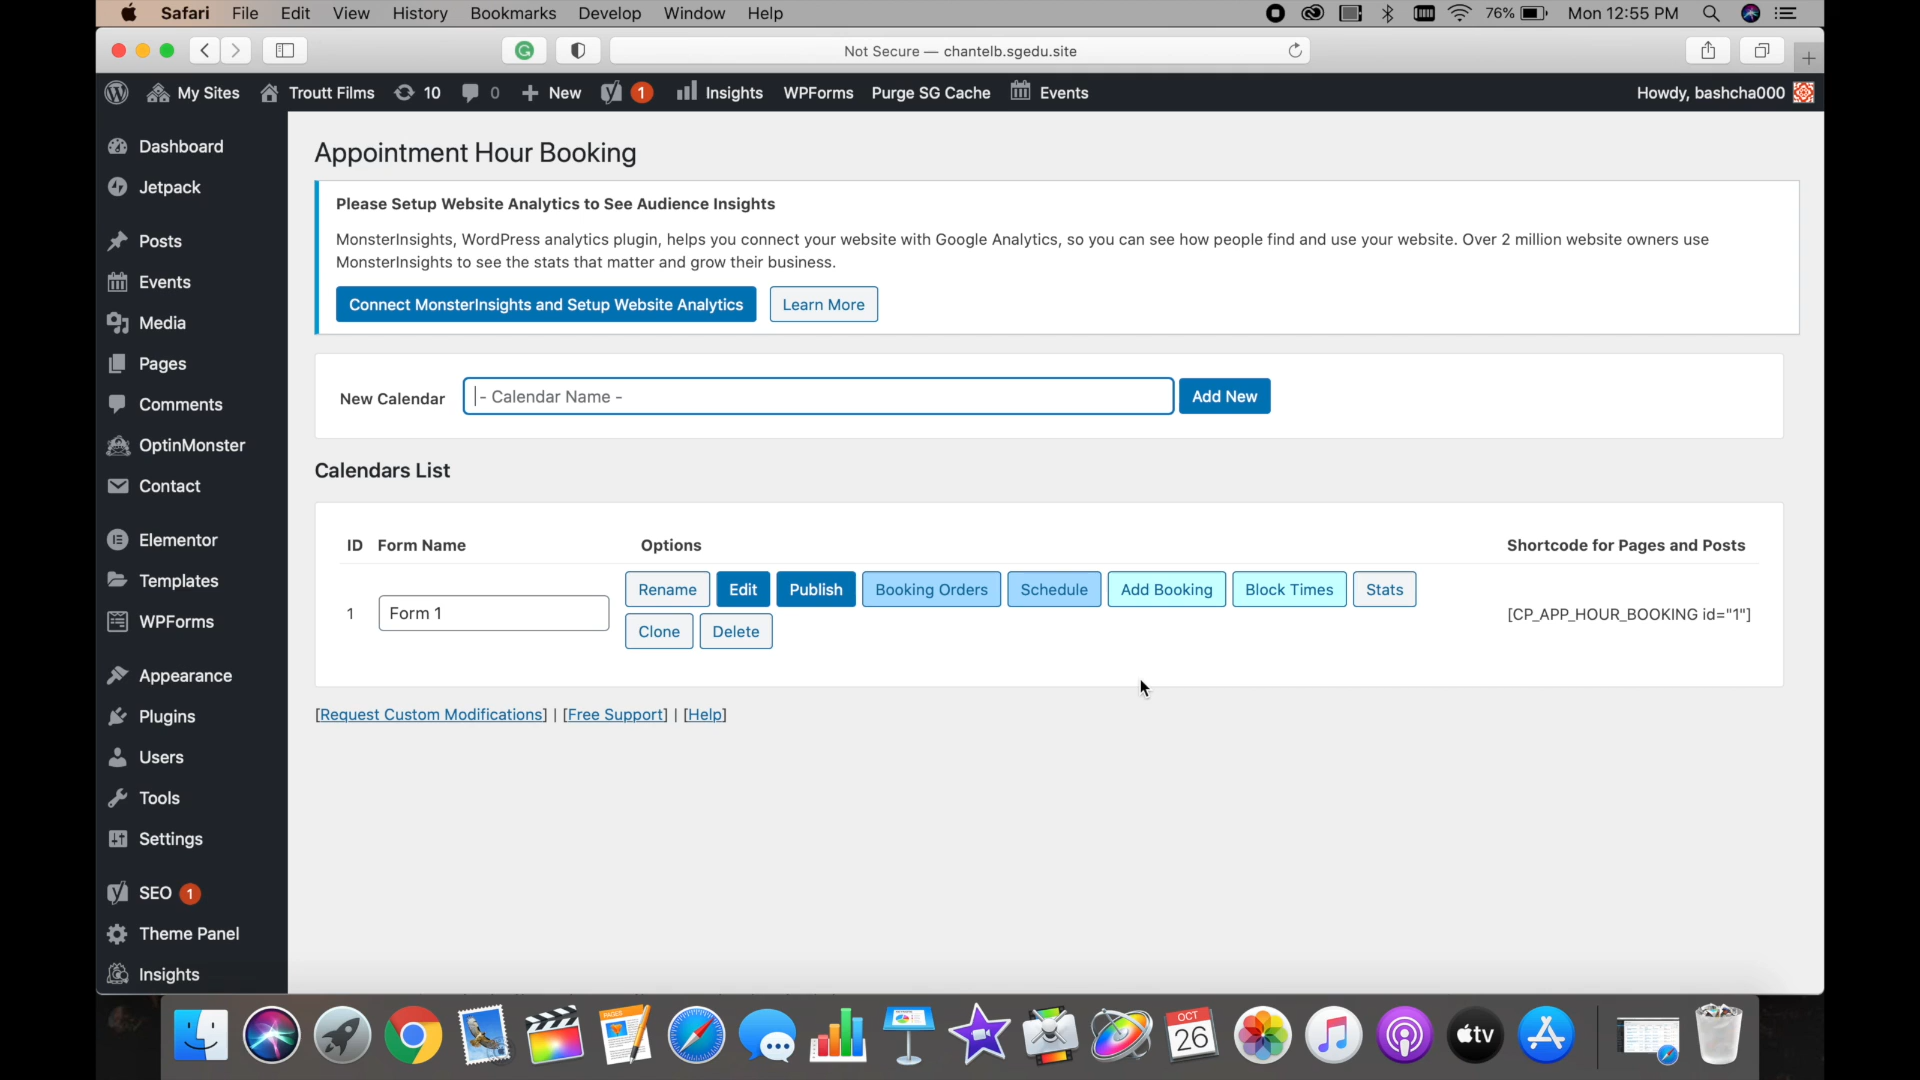 Safari File Edit View History Bookmarks Develop Window Help 76% Mon 12:55 PM
Not Secure — chantelb.sgedu.site
My Sites Troutt Films 10 0 New 1 Insights WPForms Purge SG Cache Events Howdy, bashcha000
Dashboard
Jetpack
Posts
Events
Media
Pages
Comments
OptinMonster
Contact
Elementor
Templates
WPForms
Appearance
Plugins
Users
Tools
Settings
SEO 1
Theme Panel
Insights
Appointment Hour Booking
Please Setup Website Analytics to See Audience Insights
MonsterInsights, WordPress analytics plugin, helps you connect your website with Google Analytics, so you can see how people find and use your website. Over 2 million website owners use
MonsterInsights to see the stats that matter and grow their business.
Connect MonsterInsights and Setup Website Analytics Learn More
New Calendar - Calendar Name - Add New
Calendars List
ID Form Name Options Shortcode for Pages and Posts
Rename Edit Publish Booking Orders Schedule Add Booking Block Times Stats
1 Form 1 [CP_APP_HOUR_BOOKING id="1"]
Clone Delete
[Request Custom Modifications] | [Free Support] | [Help]
PAGES
OCT
26
tv